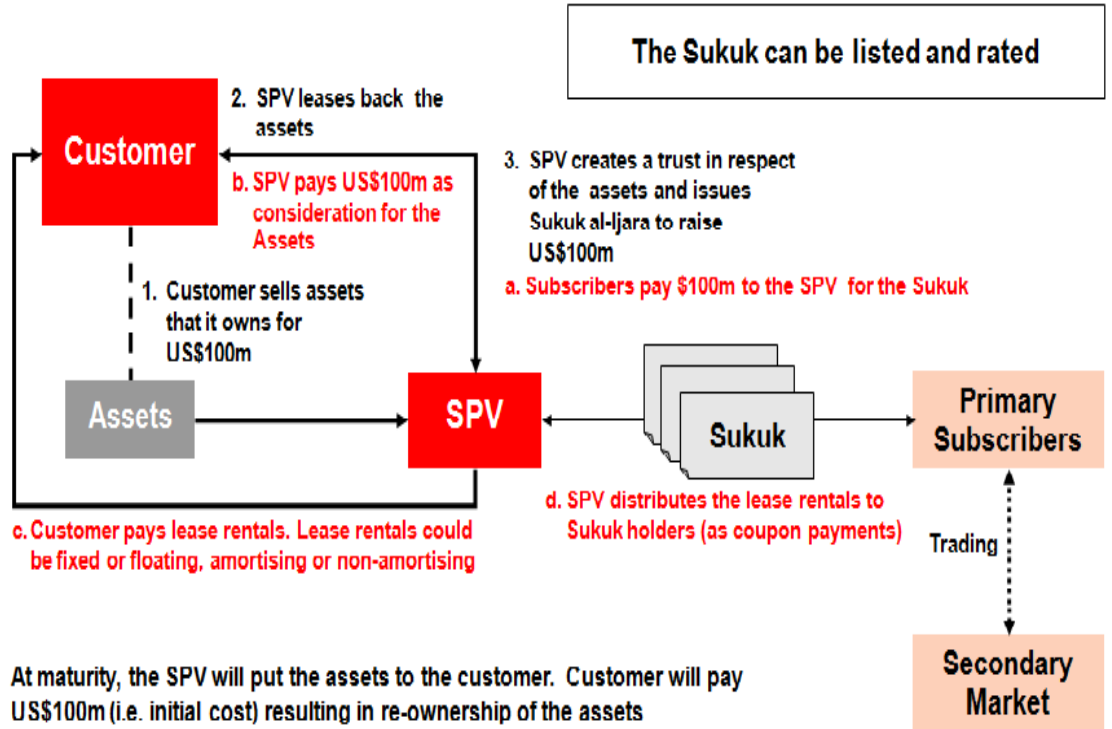 The Sukuk can be listed and rated
Customer
2. SPV leases back the
assets
b. SPV pays US$100m as
consideration for the
Assets
3. SPV creates a trust in respect
of the assets and issues
Sukuk al-Ijara to raise
US$100m
a. Subscribers pay $100m to the SPV for the Sukuk
1. Customer sells assets
that it owns for
US$100m
Assets
SPV
Sukuk
Primary
Subscribers
c. Customer pays lease rentals. Lease rentals could
be fixed or floating, amortising or non-amortising
d. SPV distributes the lease rentals to
Sukuk holders (as coupon payments)
Trading
At maturity, the SPV will put the assets to the customer. Customer will pay
US$100m (i.e. initial cost) resulting in re-ownership of the assets
Secondary
Market